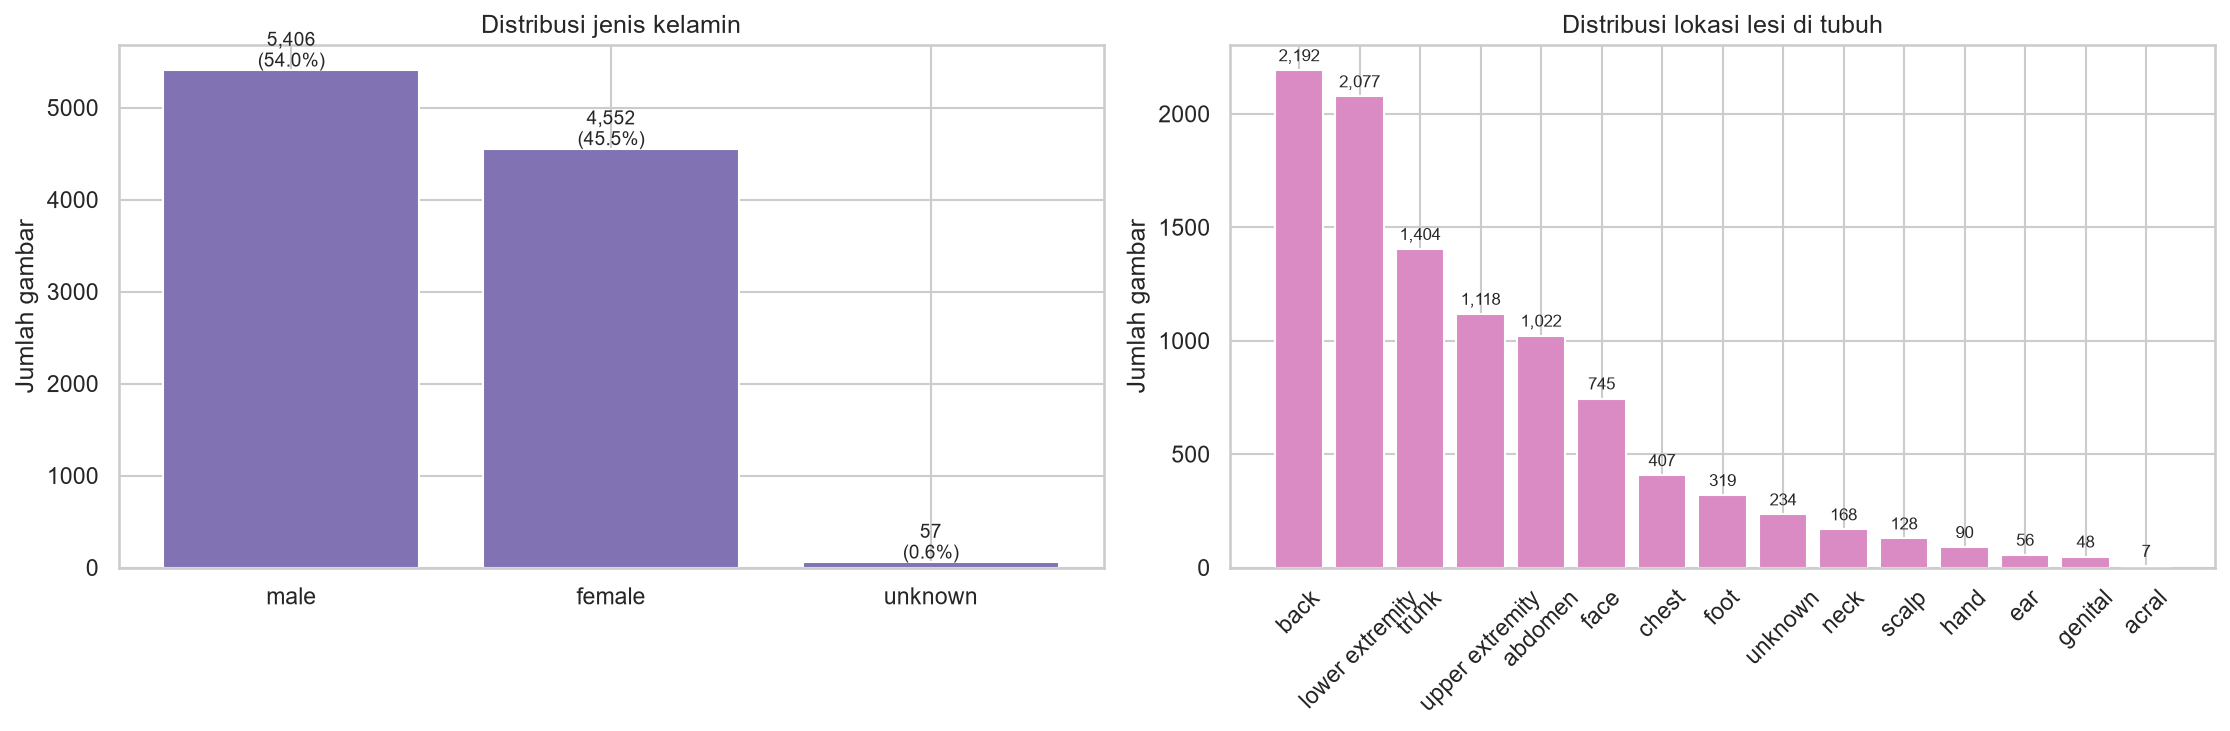 Distribusi jenis kelamin
Jumlah gambar
5000
4000
3000
2000
1000
0
5,406
(54.0%)
4,552
(45.5%)
57
(0.6%)
male
female
unknown
Distribusi lokasi lesi di tubuh
Jumlah gambar
2000
1500
1000
500
0
2,192
2,077
1,404
1,118
1,022
745
407
319
234
168
128
90
56
48
7
back
lower extremity
trunk
upper extremity
abdomen
face
chest
foot
unknown
neck
scalp
hand
ear
genital
acral